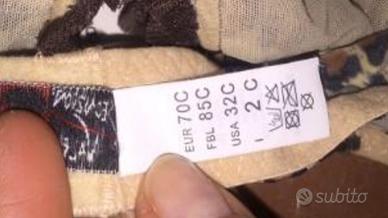 EUR 70C
FBL 85C
USA 32C
I 2 C
subito